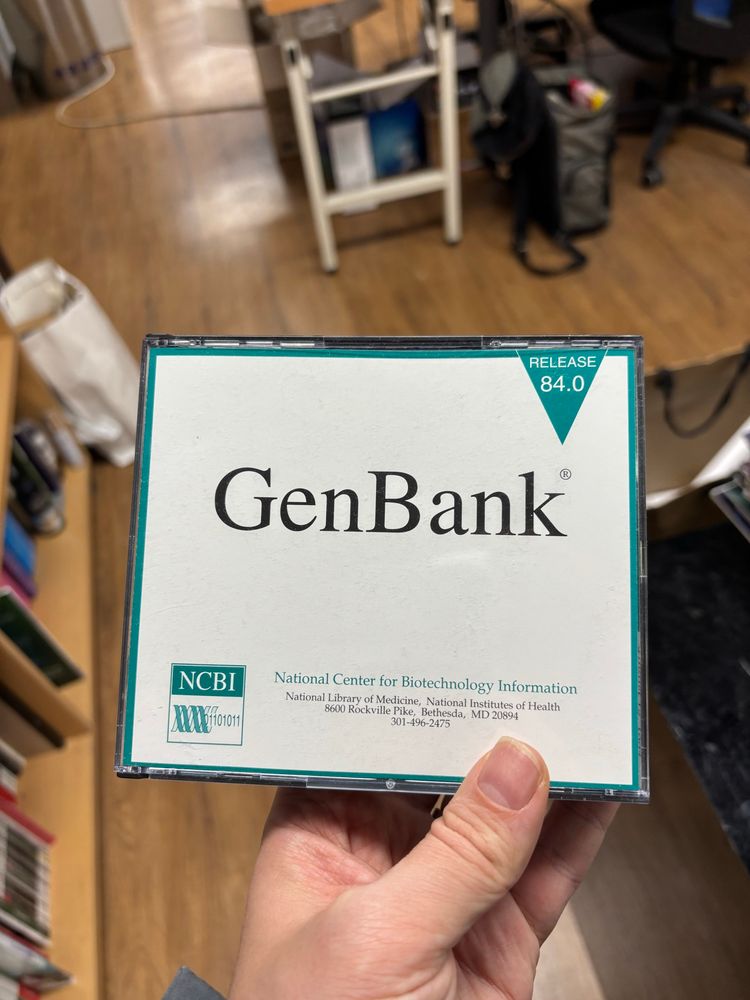 RELEASE
84.0
GenBank®
NCBI
01101011
National Center for Biotechnology Information
National Library of Medicine, National Institutes of Health
8600 Rockville Pike, Bethesda, MD 20894
301-496-2475